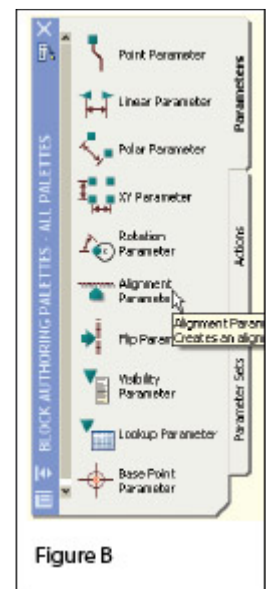 BLOCK AUTHORING PALETTES - ALL PALETTES
Parameters
Actions
Parameter Sets
Point Parameter
Linear Parameter
Polar Parameter
XY Parameter
Rotation
Parameter
Alignment
Parameter
Alignment Param
Creates an align
Flip Param
Visibility
Parameter
Lookup Parameter
Base Point
Parameter
Figure B